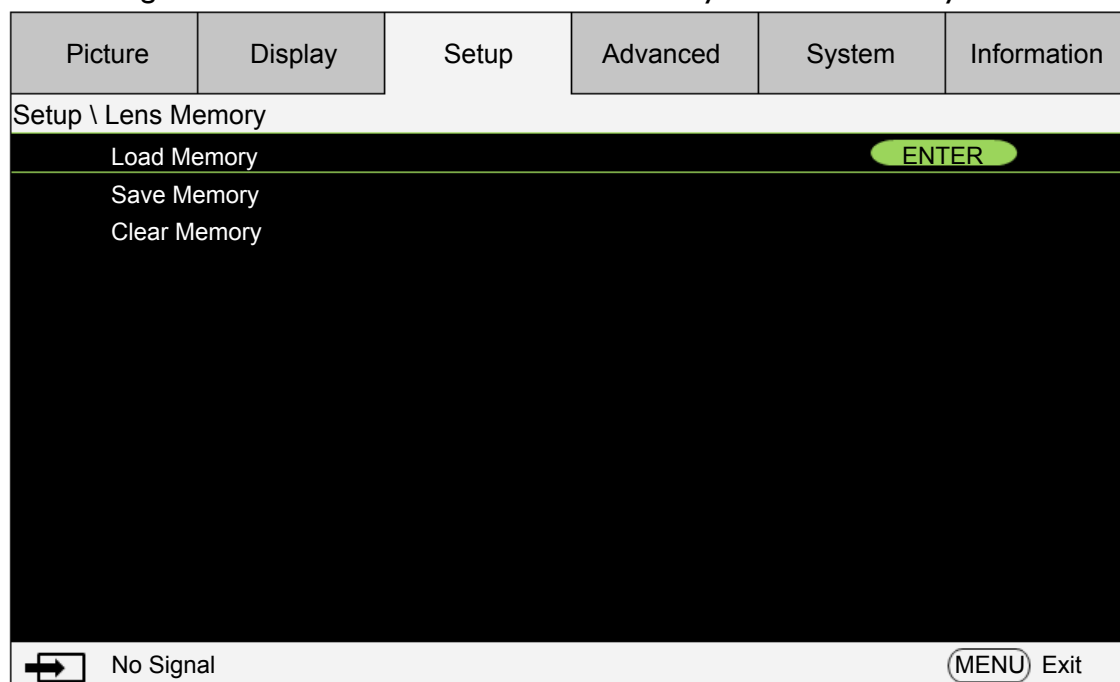 Picture Display Setup Advanced System Information
Setup \ Lens Memory
Load Memory ENTER
Save Memory
Clear Memory
No Signal MENU Exit